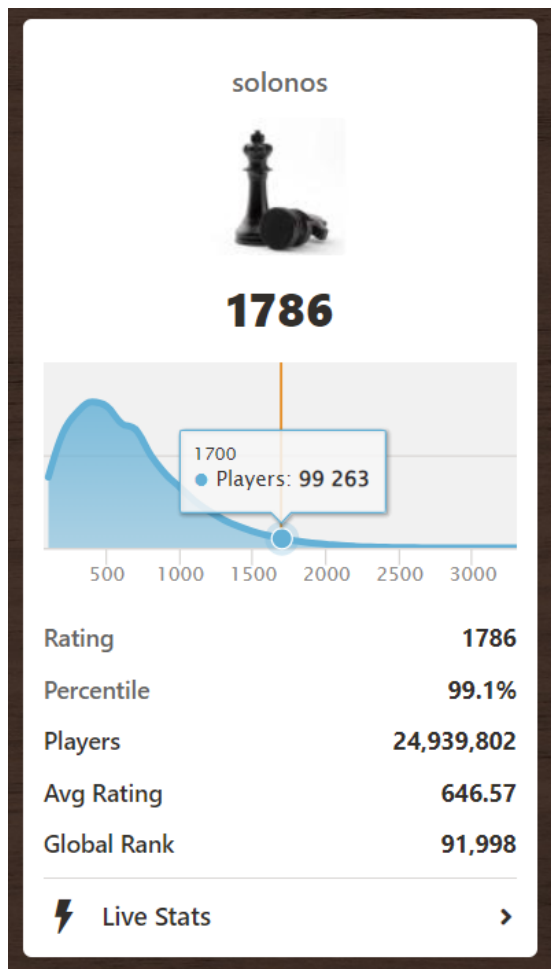 solonos
1786
1700
Players: 99 263
500 1000 1500 2000 2500 3000
Rating 1786
Percentile 99.1%
Players 24,939,802
Avg Rating 646.57
Global Rank 91,998
Live Stats